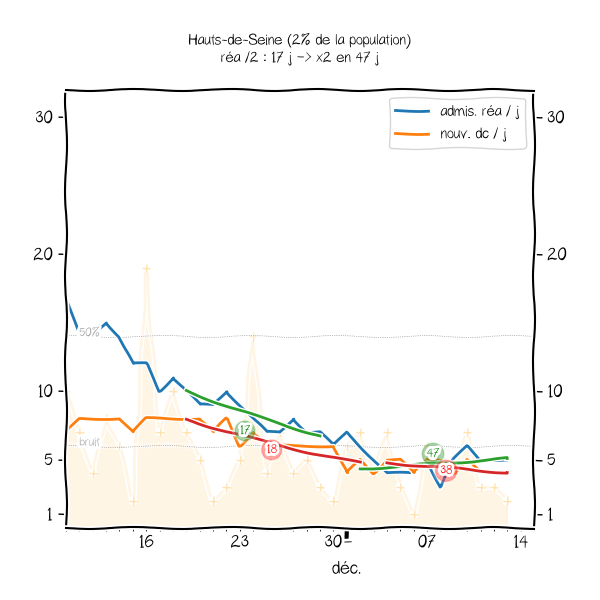 Hauts-de-Seine (2% de la population)
réa /2 : 17 j -> x2 en 47 j
admis. réa / j
nouv. dc / j
30 30
20 20
50%
10 10
bruit
17
18
47
38
5 5
1 1
16 23 30 07 14
déc.